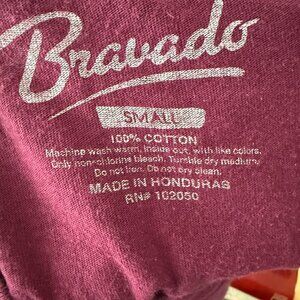 Bravado
SMALL
100% COTTON
Machine wash warm, inside out, with like colors.
Only non-chlorine bleach. Tumble dry medium.
Do not iron. Do not dry clean.
MADE IN HONDURAS
RN# 102050